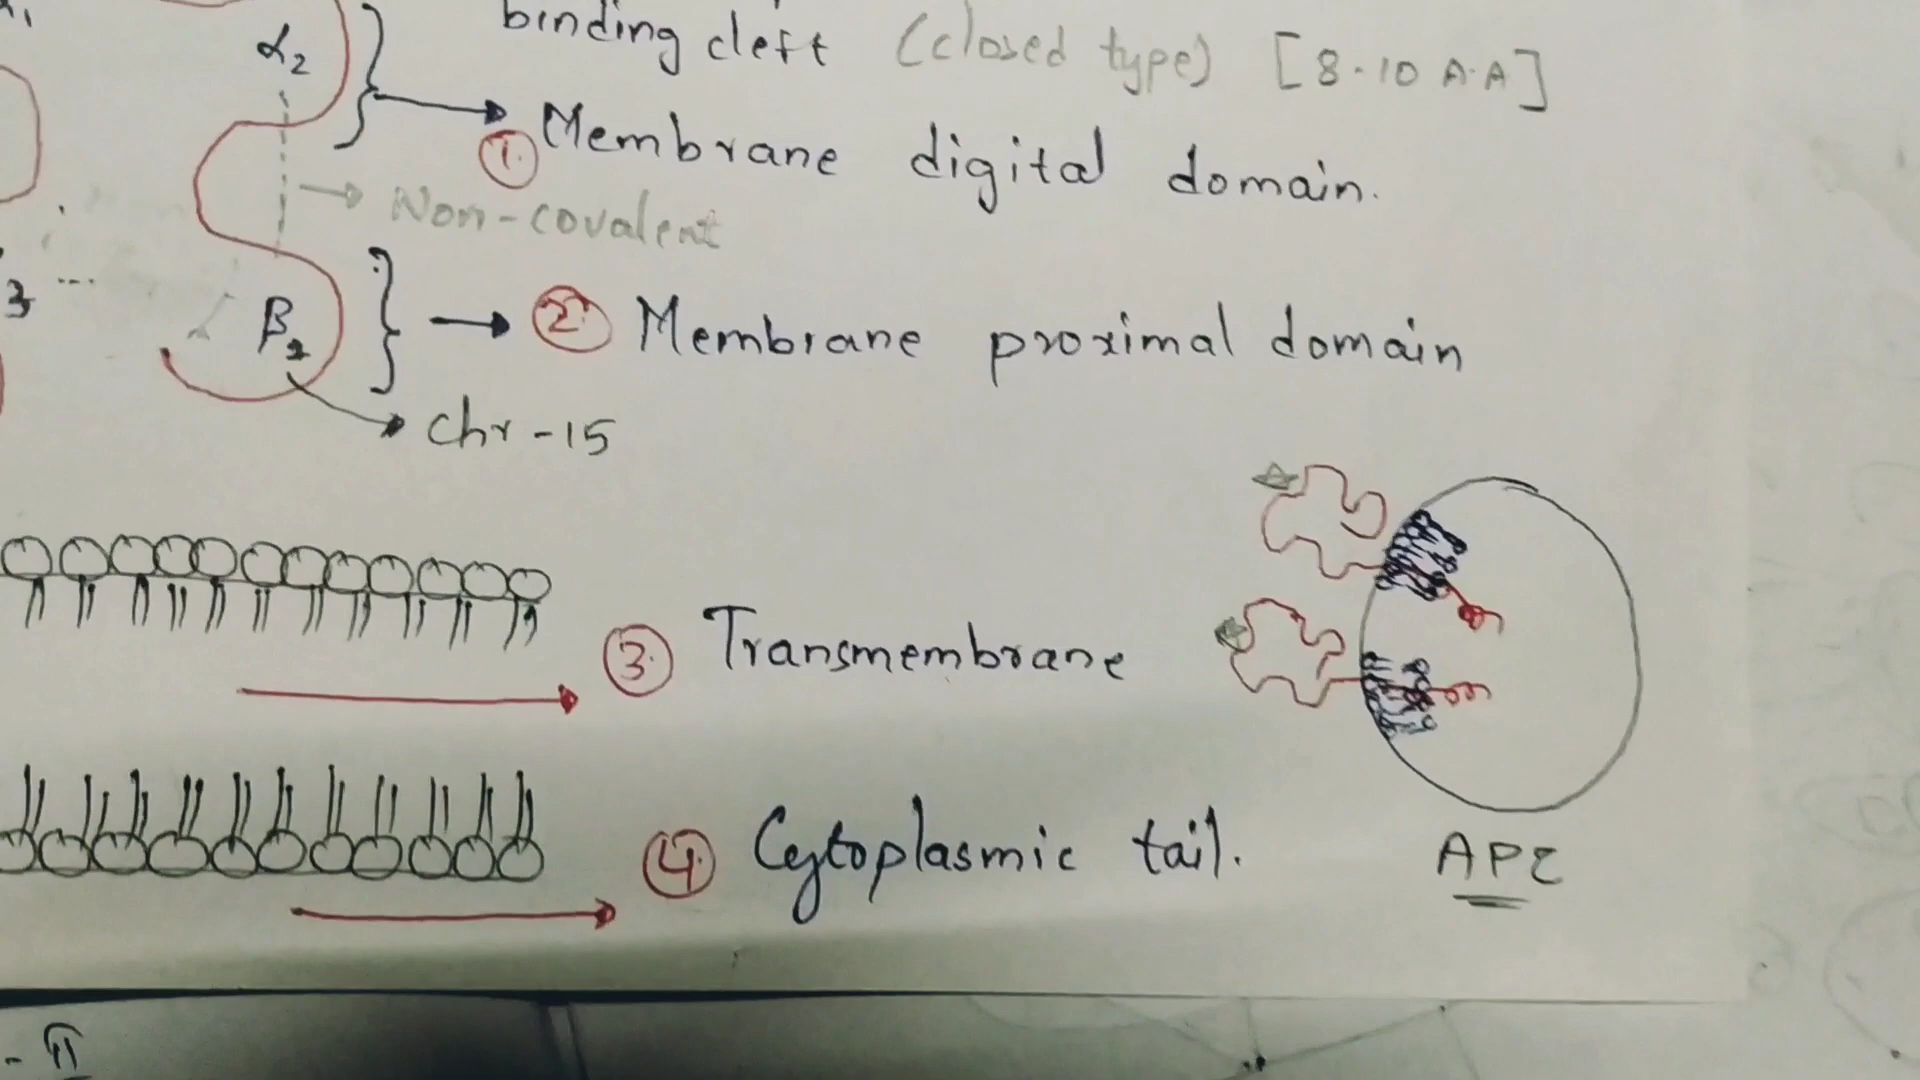 α₂
binding cleft (closed type) [8-10 A.A]
① Membrane digital domain.
Non-covalent
3 ...
β₂
② Membrane proximal domain
chr-15
③ Transmembrane
④ Cytoplasmic tail.
APC
- II